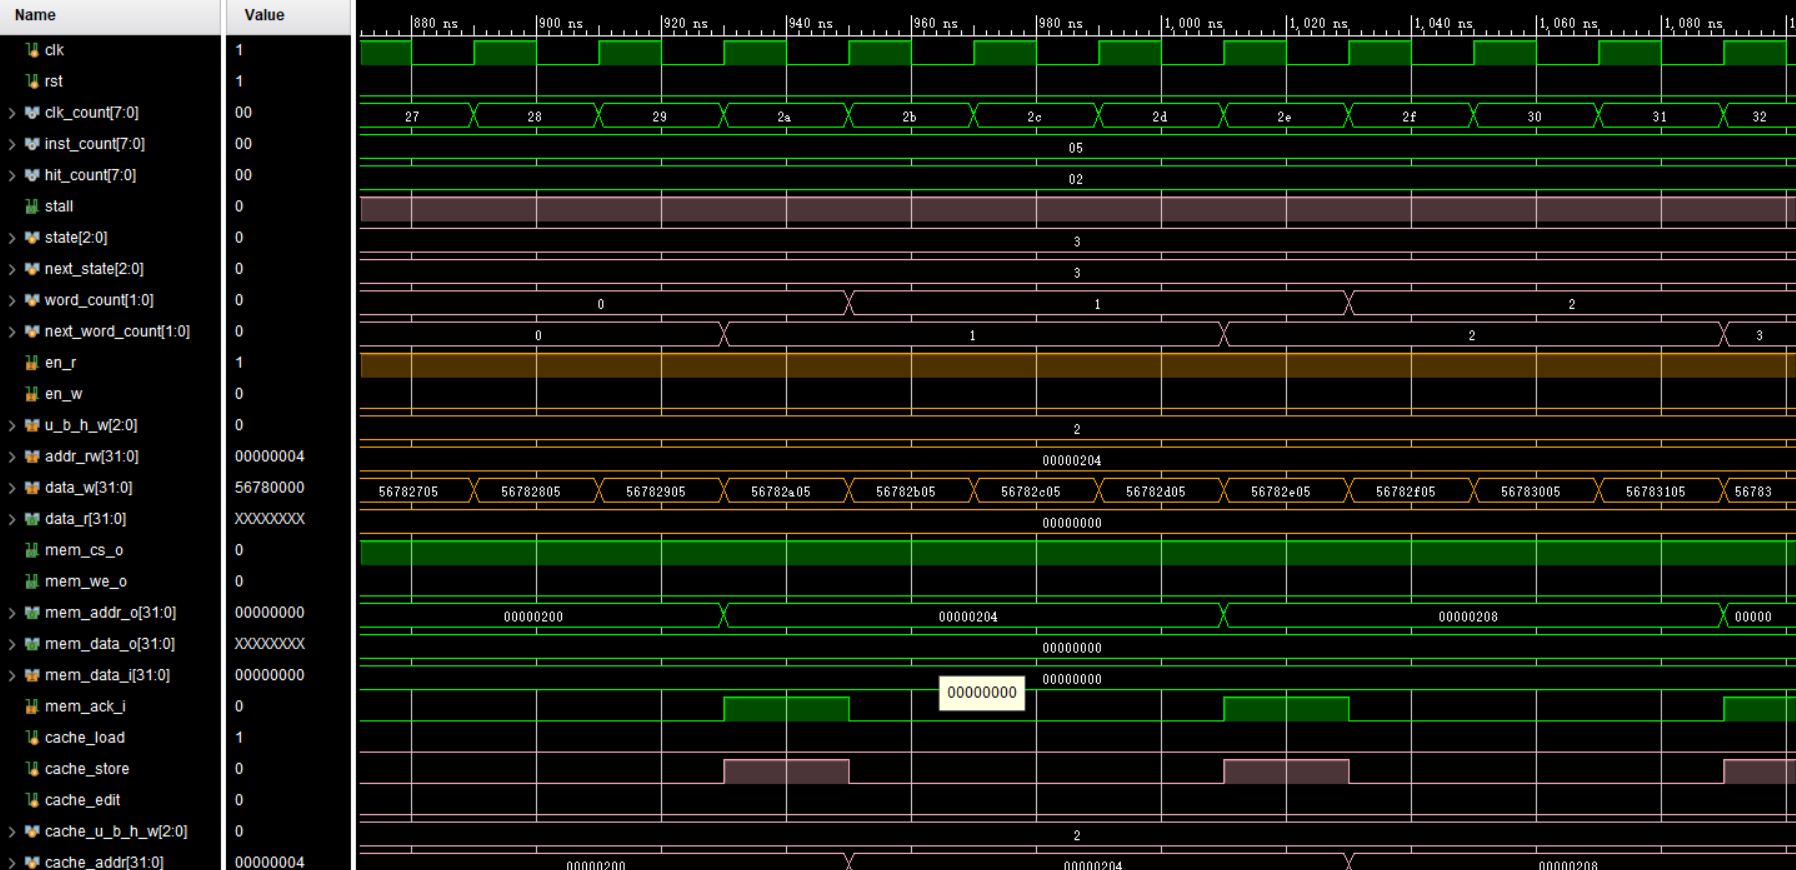 Name Value 880 ns 900 ns 920 ns 940 ns 960 ns 980 ns 1,000 ns 1,020 ns 1,040 ns 1,060 ns 1,080 ns
clk 1
rst 1
clk_count[7:0] 00 27 28 29 2a 2b 2c 2d 2e 2f 30 31 32
inst_count[7:0] 00 05
hit_count[7:0] 00 02
stall 0
state[2:0] 0 3
next_state[2:0] 0 3
word_count[1:0] 0 0 1 2
next_word_count[1:0] 0 0 1 2 3
en_r 1
en_w 0
u_b_h_w[2:0] 0 2
addr_rw[31:0] 00000004 00000204
data_w[31:0] 56780000 56782705 56782805 56782905 56782a05 56782b05 56782c05 56782d05 56782e05 56782f05 56783005 56783105 56783
data_r[31:0] XXXXXXXX 00000000
mem_cs_o 0
mem_we_o 0
mem_addr_o[31:0] 00000000 00000200 00000204 00000208 00000
mem_data_o[31:0] XXXXXXXX 00000000
mem_data_i[31:0] 00000000 00000000
00000000
mem_ack_i 0
cache_load 1
cache_store 0
cache_edit 0
cache_u_b_h_w[2:0] 0 2
cache_addr[31:0] 00000004 00000200 00000204 00000208